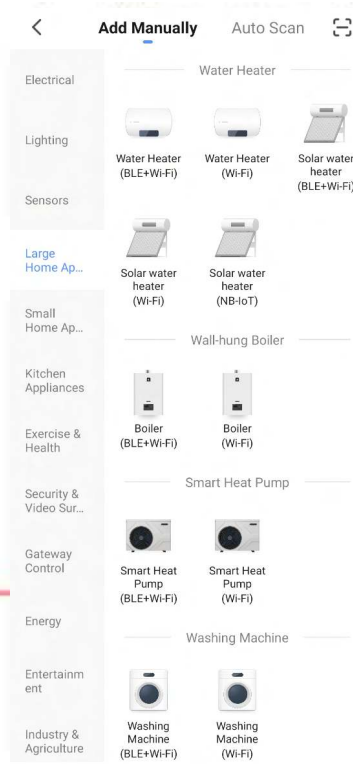 Add Manually Auto Scan
Electrical
Lighting
Sensors
Large
Home Ap...
Small
Home Ap...
Kitchen
Appliances
Exercise &
Health
Security &
Video Sur...
Gateway
Control
Energy
Entertainm
ent
Industry &
Agriculture
Water Heater
Water Heater
(BLE+Wi-Fi)
Water Heater
(Wi-Fi)
Solar water
heater
(BLE+Wi-Fi)
Solar water
heater
(Wi-Fi)
Solar water
heater
(NB-IoT)
Wall-hung Boiler
Boiler
(BLE+Wi-Fi)
Boiler
(Wi-Fi)
Smart Heat Pump
Smart Heat
Pump
(BLE+Wi-Fi)
Smart Heat
Pump
(Wi-Fi)
Washing Machine
Washing
Machine
(BLE+Wi-Fi)
Washing
Machine
(Wi-Fi)